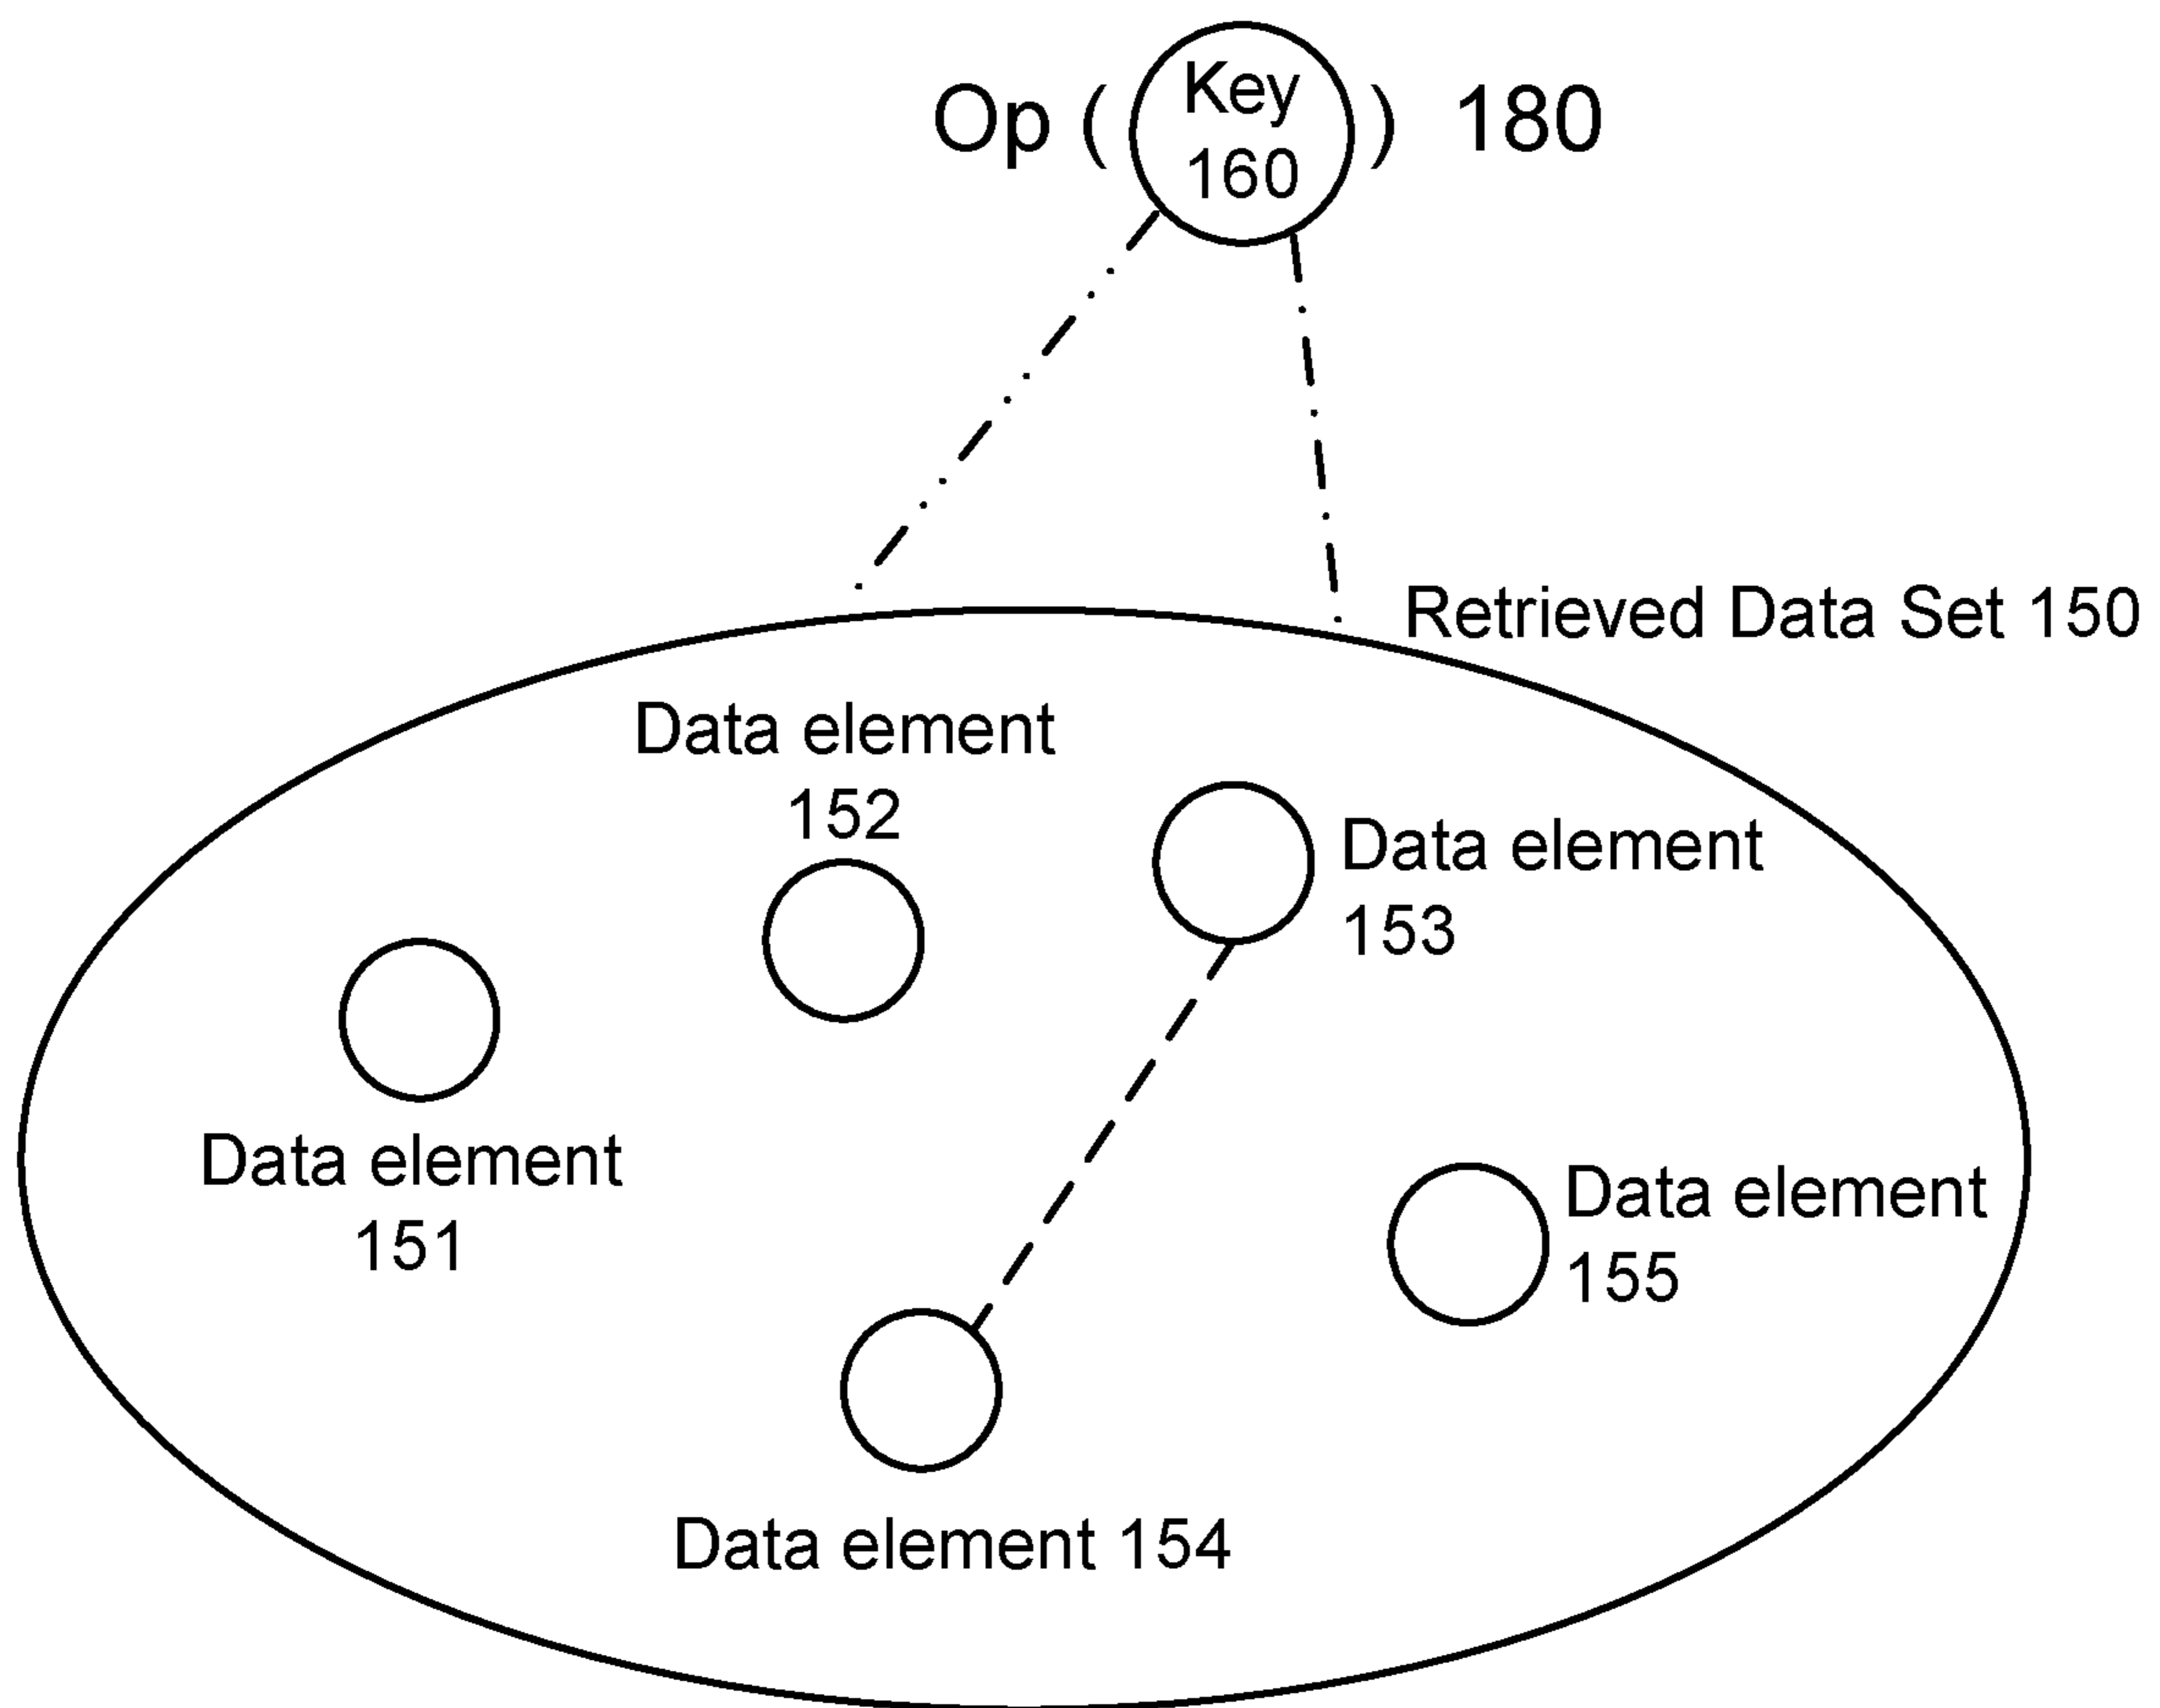 Op ( Key 160 ) 180
Retrieved Data Set 150
Data element
152
Data element
153
Data element
151
Data element
155
Data element 154